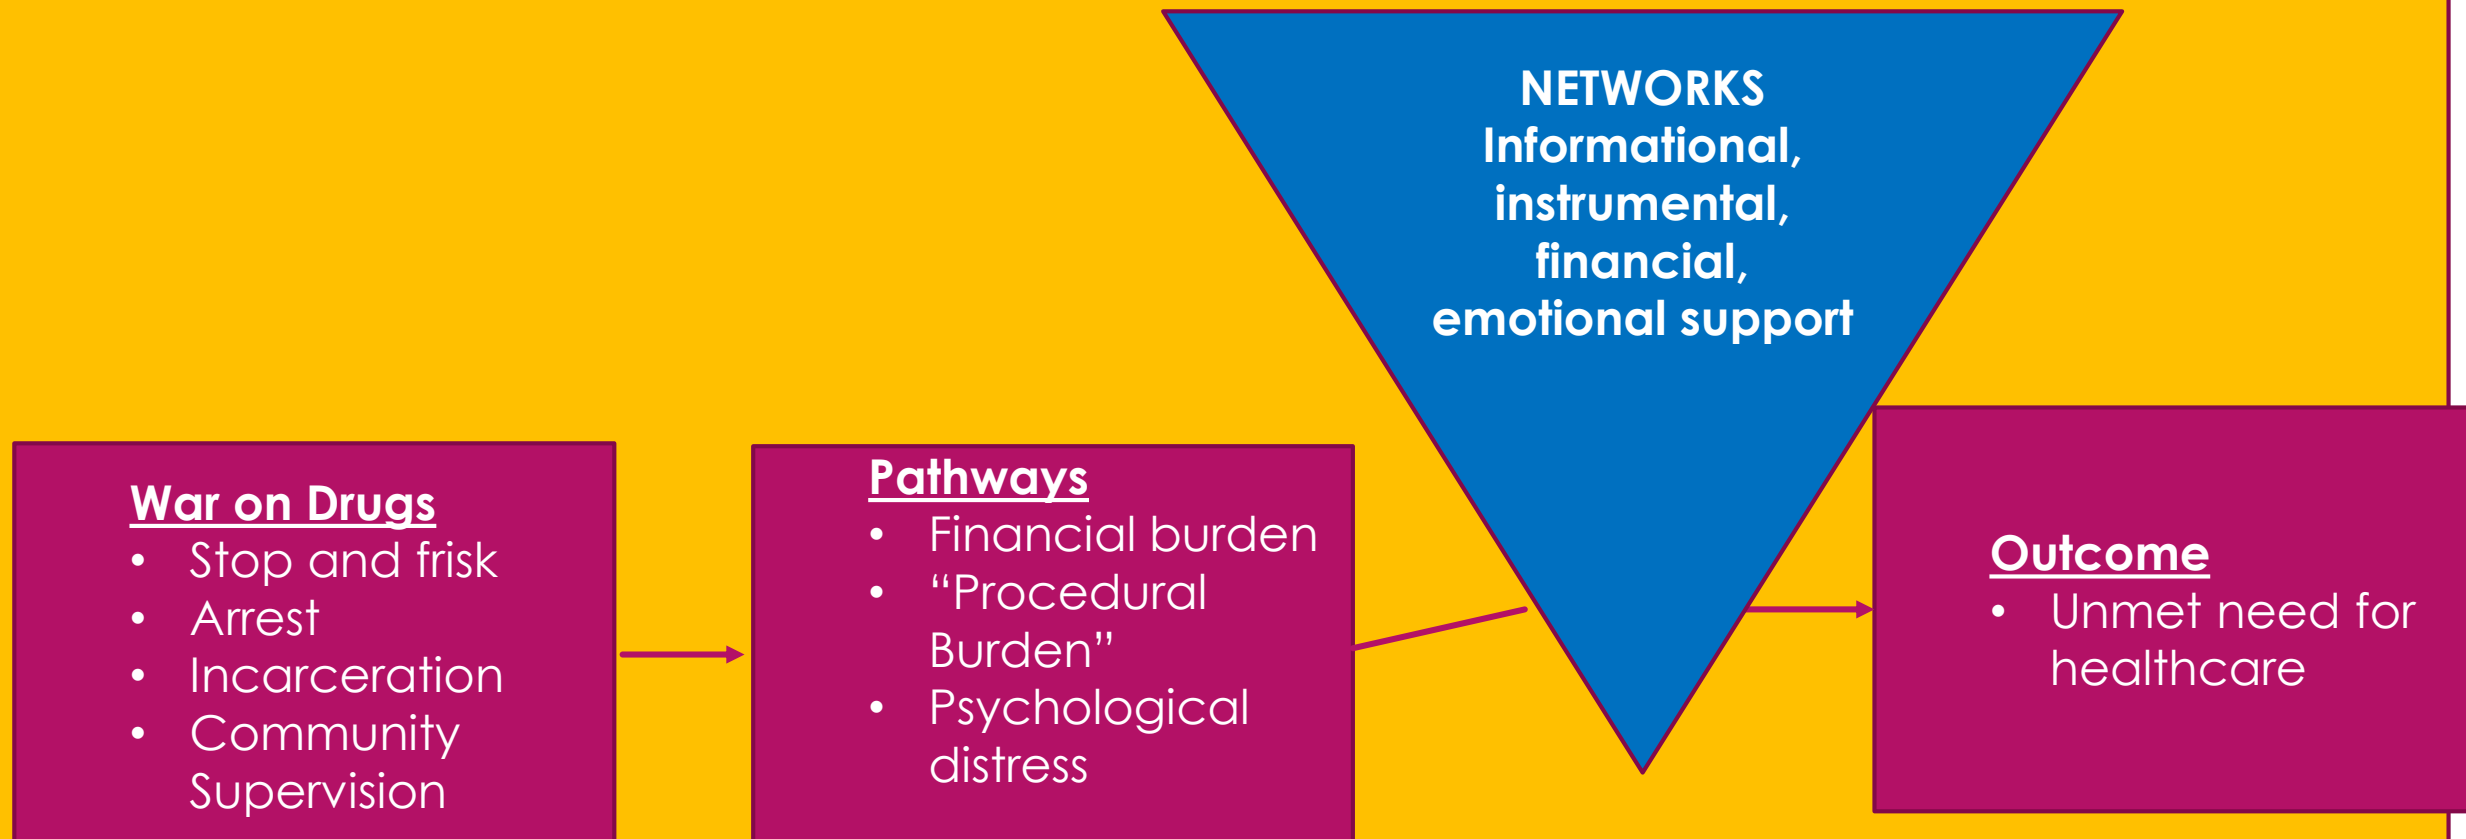 NETWORKS
Informational,
instrumental,
financial,
emotional support
War on Drugs
• Stop and frisk
• Arrest
• Incarceration
• Community
Supervision
Pathways
• Financial burden
• “Procedural
Burden”
• Psychological
distress
Outcome
• Unmet need for
healthcare